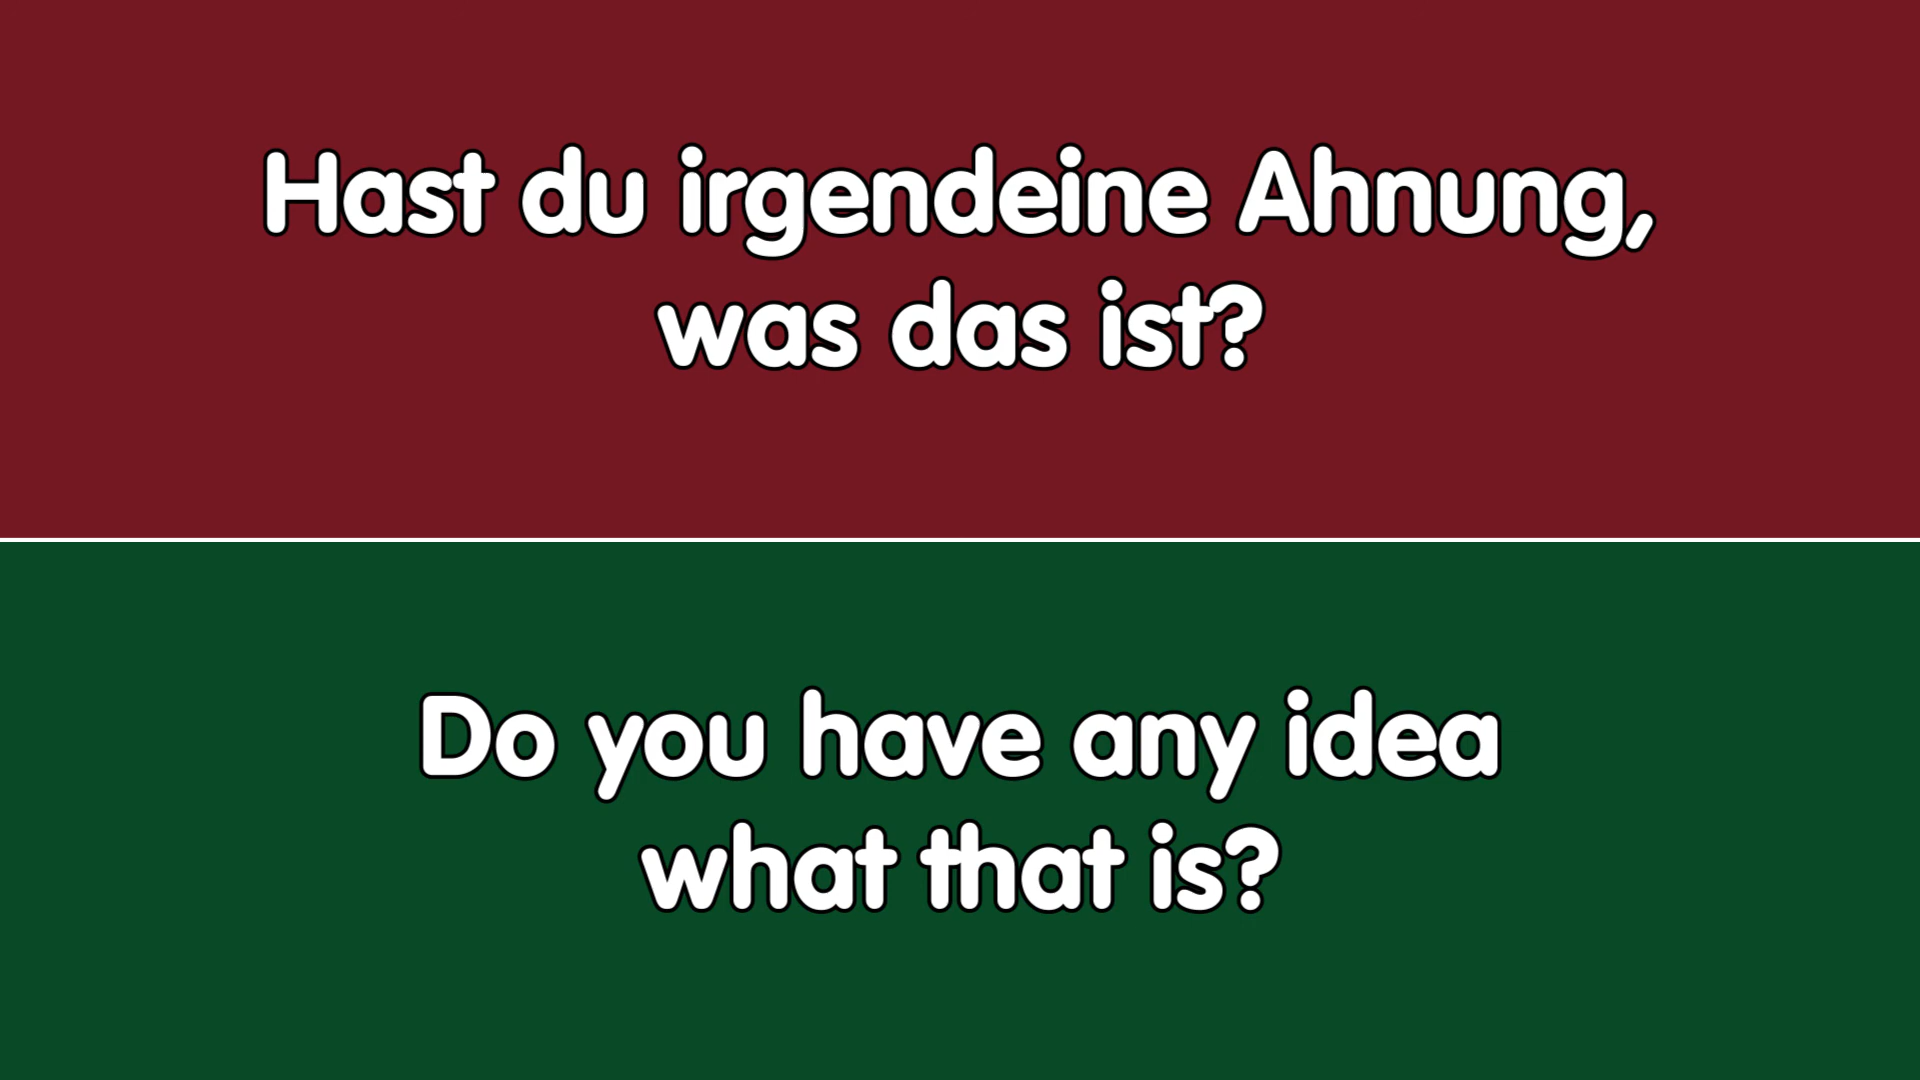 Hast du irgendeine Ahnung,
was das ist?
Do you have any idea
what that is?